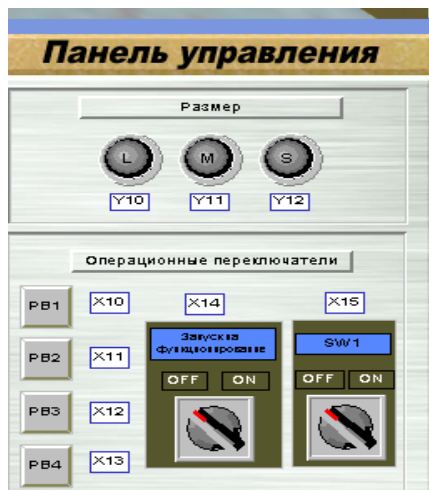 Панель управления
Размер
L M S
Y10 Y11 Y12
Операционные переключатели
PB1 X10 X14 X15
Запуск на
функционирование
SW1
PB2 X11
OFF ON OFF ON
PB3 X12
PB4 X13